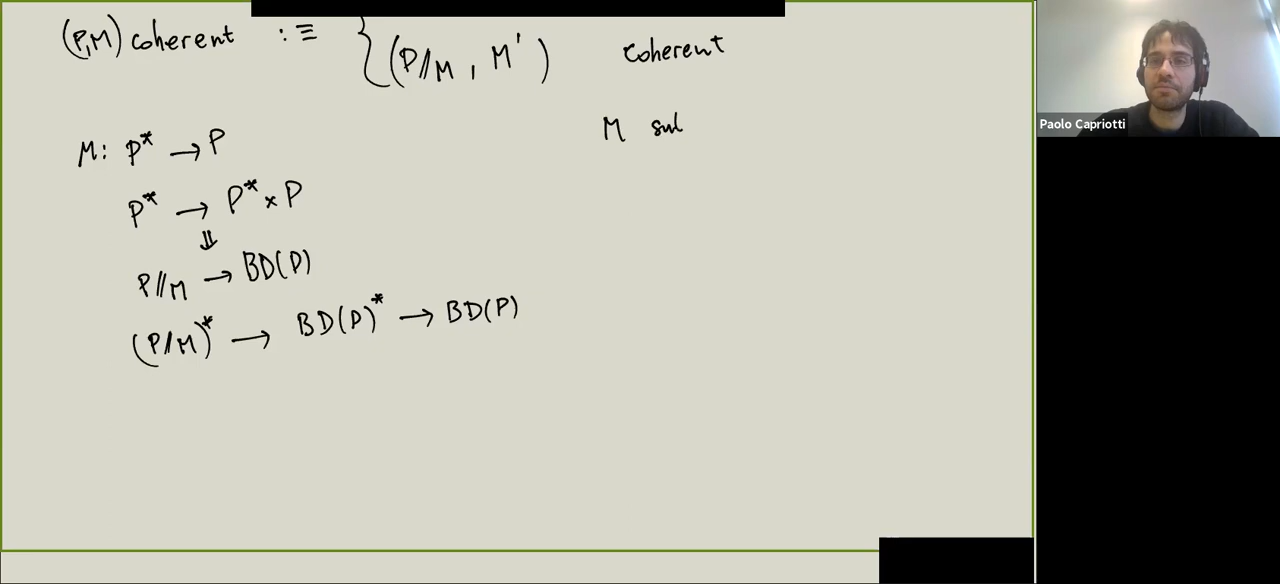 (P,M) coherent :≡ { (P//M , M') coherent
M sul
M: P* → P
P* → P* × P
⇓
P//M → BD(P)
(P//M)* → BD(P)* → BD(P)
Paolo Capriotti